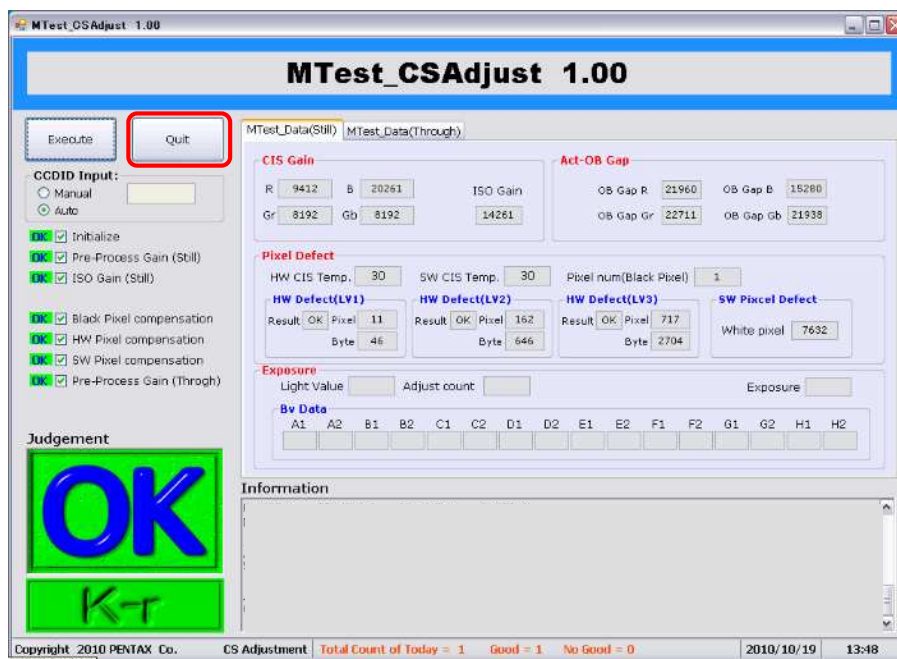 MTest_CSAdjust 1.00
MTest_CSAdjust 1.00
Execute
Quit
CCDID Input:
Manual
Auto
OK Initialize
OK Pre-Process Gain (Still)
OK ISO Gain (Still)
OK Black Pixel compensation
OK HW Pixel compensation
OK SW Pixel compensation
OK Pre-Process Gain (Throgh)
Judgement
OK
K-r
MTest_Data(Still) MTest_Data(Through)
CIS Gain
R 9412 B 20261 ISO Gain
Gr 8192 Gb 8192 14261
Act-OB Gap
OB Gap R 21960 OB Gap B 15280
OB Gap Gr 22711 OB Gap Gb 21938
Pixel Defect
HW CIS Temp. 30 SW CIS Temp. 30 Pixel num(Black Pixel) 1
HW Defect(LV1)
Result OK Pixel 11
Byte 46
HW Defect(LV2)
Result OK Pixel 162
Byte 646
HW Defect(LV3)
Result OK Pixel 717
Byte 2704
SW Pixcel Defect
White pixel 7632
Exposure
Light Value Adjust count Exposure
Bv Data
A1 A2 B1 B2 C1 C2 D1 D2 E1 E2 F1 F2 G1 G2 H1 H2
Information
Copyright 2010 PENTAX Co. CS Adjustment Total Count of Today = 1 Good = 1 No Good = 0 2010/10/19 13:48